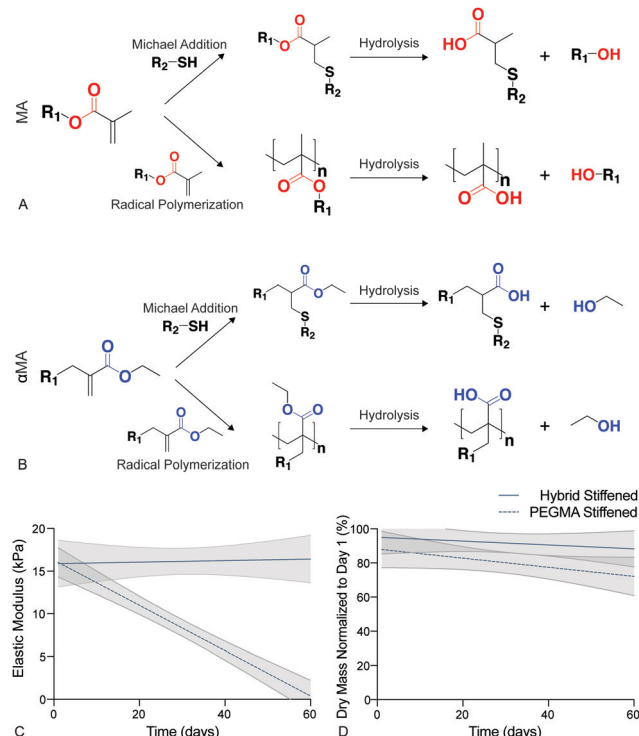 MA
A
R1
O
O
Michael Addition
R2–SH
R1
O
O
S
R2
Hydrolysis
HO
O
S
R2
+
R1–OH
R1
O
O
Radical Polymerization
n
O
O
R1
Hydrolysis
n
O
OH
+
HO–R1
αMA
B
R1
O
O
Michael Addition
R2–SH
R1
O
O
S
R2
Hydrolysis
R1
O
OH
S
R2
+
HO
R1
O
O
Radical Polymerization
O
O
n
R1
Hydrolysis
HO
O
n
R1
+
OH
Hybrid Stiffened
PEGMA Stiffened
Elastic Modulus (kPa)
20
15
10
5
0
0
20
40
60
C
Time (days)
Dry Mass Normalized to Day 1 (%)
100
80
60
40
20
0
0
20
40
60
D
Time (days)